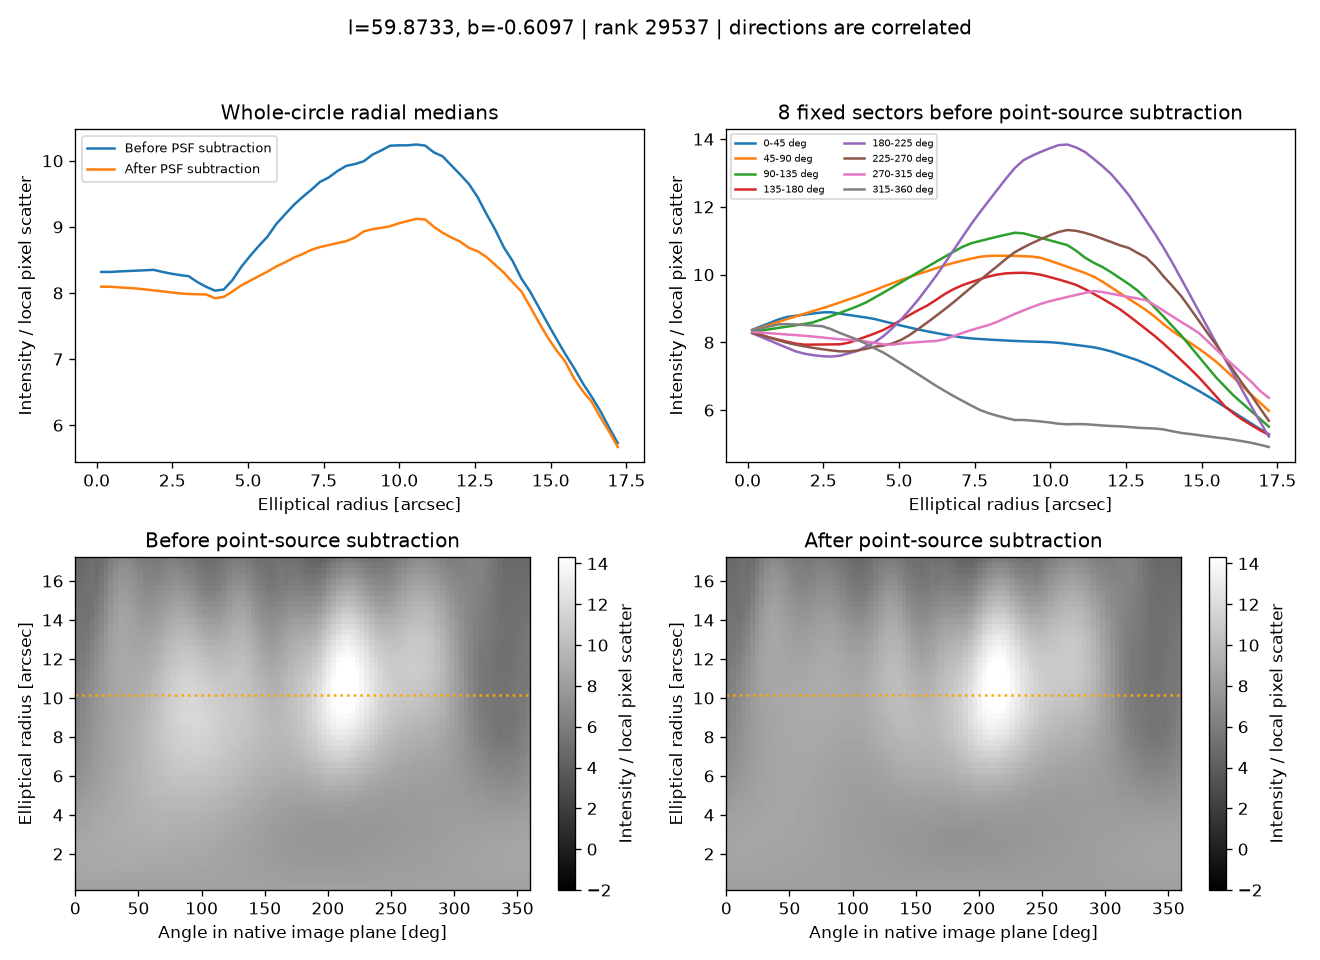 l=59.8733, b=-0.6097 | rank 29537 | directions are correlated
Whole-circle radial medians
Before PSF subtraction
After PSF subtraction
10
9
8
7
6
Intensity / local pixel scatter
0.0 2.5 5.0 7.5 10.0 12.5 15.0 17.5
Elliptical radius [arcsec]
8 fixed sectors before point-source subtraction
0-45 deg
45-90 deg
90-135 deg
135-180 deg
180-225 deg
225-270 deg
270-315 deg
315-360 deg
14
12
10
8
6
Intensity / local pixel scatter
0.0 2.5 5.0 7.5 10.0 12.5 15.0 17.5
Elliptical radius [arcsec]
Before point-source subtraction
16
14
12
10
8
6
4
2
Elliptical radius [arcsec]
0 50 100 150 200 250 300 350
Angle in native image plane [deg]
14
12
10
8
6
4
2
0
−2
Intensity / local pixel scatter
After point-source subtraction
16
14
12
10
8
6
4
2
Elliptical radius [arcsec]
0 50 100 150 200 250 300 350
Angle in native image plane [deg]
14
12
10
8
6
4
2
0
−2
Intensity / local pixel scatter